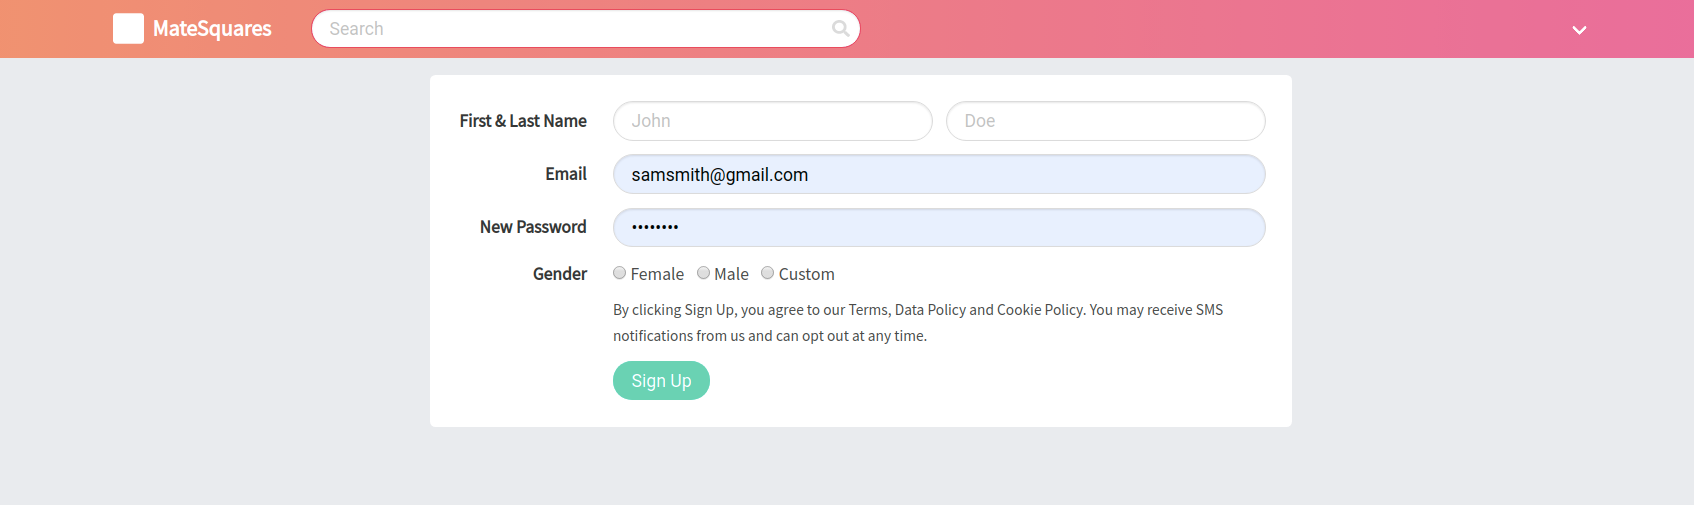 MateSquares
Search
First & Last Name
John
Doe
Email
samsmith@gmail.com
New Password
••••••••
Gender
Female
Male
Custom
By clicking Sign Up, you agree to our Terms, Data Policy and Cookie Policy. You may receive SMS
notifications from us and can opt out at any time.
Sign Up